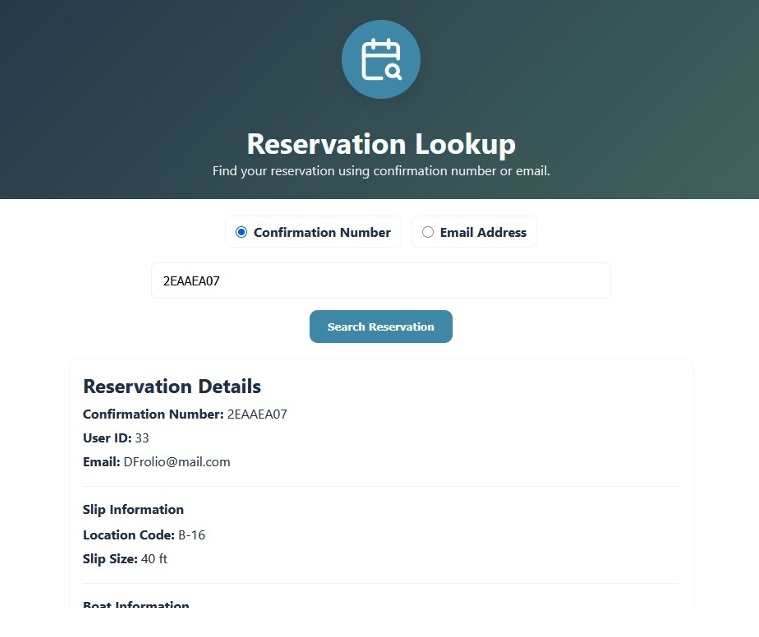 Reservation Lookup
Find your reservation using confirmation number or email.
Confirmation Number Email Address
2EAAEA07
Search Reservation
Reservation Details
Confirmation Number: 2EAAEA07
User ID: 33
Email: DFrolio@mail.com
Slip Information
Location Code: B-16
Slip Size: 40 ft
Boat Information